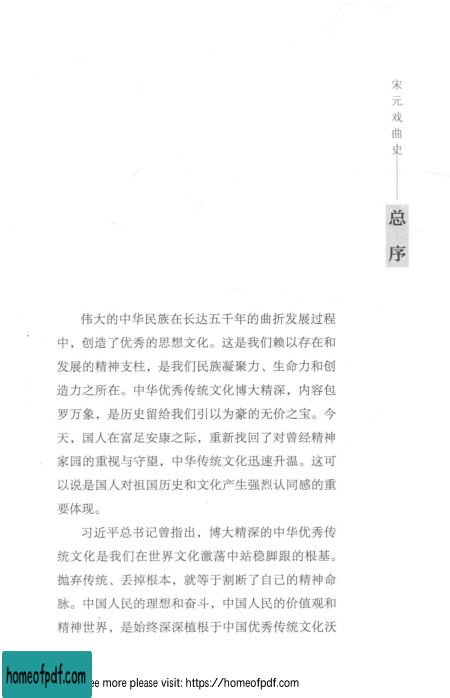 宋元戏曲史
总序
伟大的中华民族在长达五千年的曲折发展过程
中，创造了优秀的思想文化。这是我们赖以存在和
发展的精神支柱，是我们民族凝聚力、生命力和创
造力之所在。中华优秀传统文化博大精深，内容包
罗万象，是历史留给我们引以为豪的无价之宝。今
天，国人在富足安康之际，重新找回了对曾经精神
家园的重视与守望，中华传统文化迅速升温。这可
以说是国人对祖国历史和文化产生强烈认同感的重
要体现。
习近平总书记曾指出，博大精深的中华优秀传
统文化是我们在世界文化激荡中站稳脚跟的根基。
抛弃传统、丢掉根本，就等于割断了自己的精神命
脉。中国人民的理想和奋斗，中国人民的价值观和
精神世界，是始终深深植根于中国优秀传统文化沃
homeofpdf.com
ee more please visit: https://homeofpdf.com